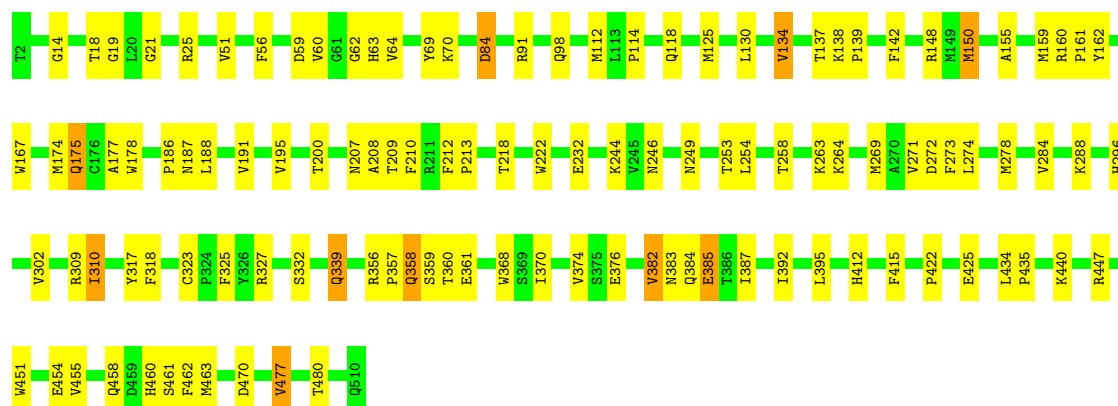 T2 G14 T18 G19 L20 G21 R25 V51 F56 D59 V60 G61 G62 H63 V64 Y69 K70 D84 R91 Q98 M112 L113 P114 Q118 M125 L130 V134 T137 K138 P139 F142 R148 M149 M150 A155 M159 R160 P161 Y162
W167 M174 Q175 C176 A177 W178 P186 N187 L188 V191 V195 T200 N207 A208 T209 F210 R211 F212 P213 T218 W222 E232 K244 V245 N246 N249 T253 L254 T258 K263 K264 M269 A270 V271 D272 F273 L274 M278 V284 K288 H296
V302 R309 I310 Y317 F318 C323 P324 F325 Y326 R327 S332 Q339 R356 P357 Q358 S359 T360 E361 W368 S369 I370 V374 S375 E376 V382 N383 Q384 E385 T386 I387 I392 L395 H412 F415 P422 E425 L434 P435 K440 R447
W451 E454 V455 Q458 D459 H460 S461 F462 M463 D470 V477 T480 Q510